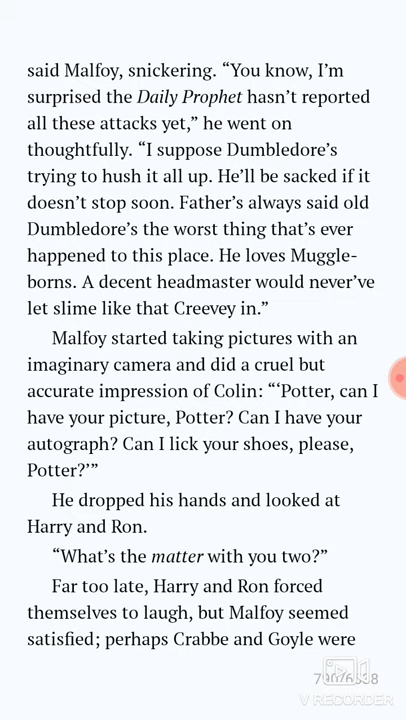 said Malfoy, snickering. “You know, I’m
surprised the Daily Prophet hasn’t reported
all these attacks yet,” he went on
thoughtfully. “I suppose Dumbledore’s
trying to hush it all up. He’ll be sacked if it
doesn’t stop soon. Father’s always said old
Dumbledore’s the worst thing that’s ever
happened to this place. He loves Muggle-
borns. A decent headmaster would never’ve
let slime like that Creevey in.”
Malfoy started taking pictures with an
imaginary camera and did a cruel but
accurate impression of Colin: “‘Potter, can I
have your picture, Potter? Can I have your
autograph? Can I lick your shoes, please,
Potter?’”
He dropped his hands and looked at
Harry and Ron.
“What’s the matter with you two?”
Far too late, Harry and Ron forced
themselves to laugh, but Malfoy seemed
satisfied; perhaps Crabbe and Goyle were
V RECORDER